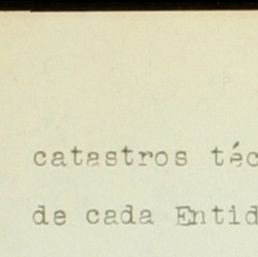 catastros téc
de cada Entid